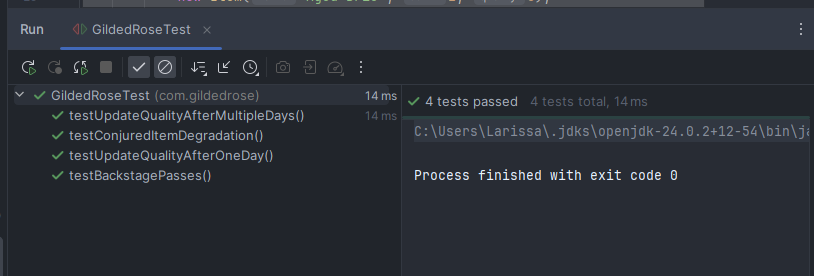 Run GildedRoseTest
GildedRoseTest (com.gildedrose) 14 ms
testUpdateQualityAfterMultipleDays() 14 ms
testConjuredItemDegradation()
testUpdateQualityAfterOneDay()
testBackstagePasses()
4 tests passed 4 tests total, 14 ms
C:\Users\Larissa\.jdks\openjdk-24.0.2+12-54\bin\ja
Process finished with exit code 0